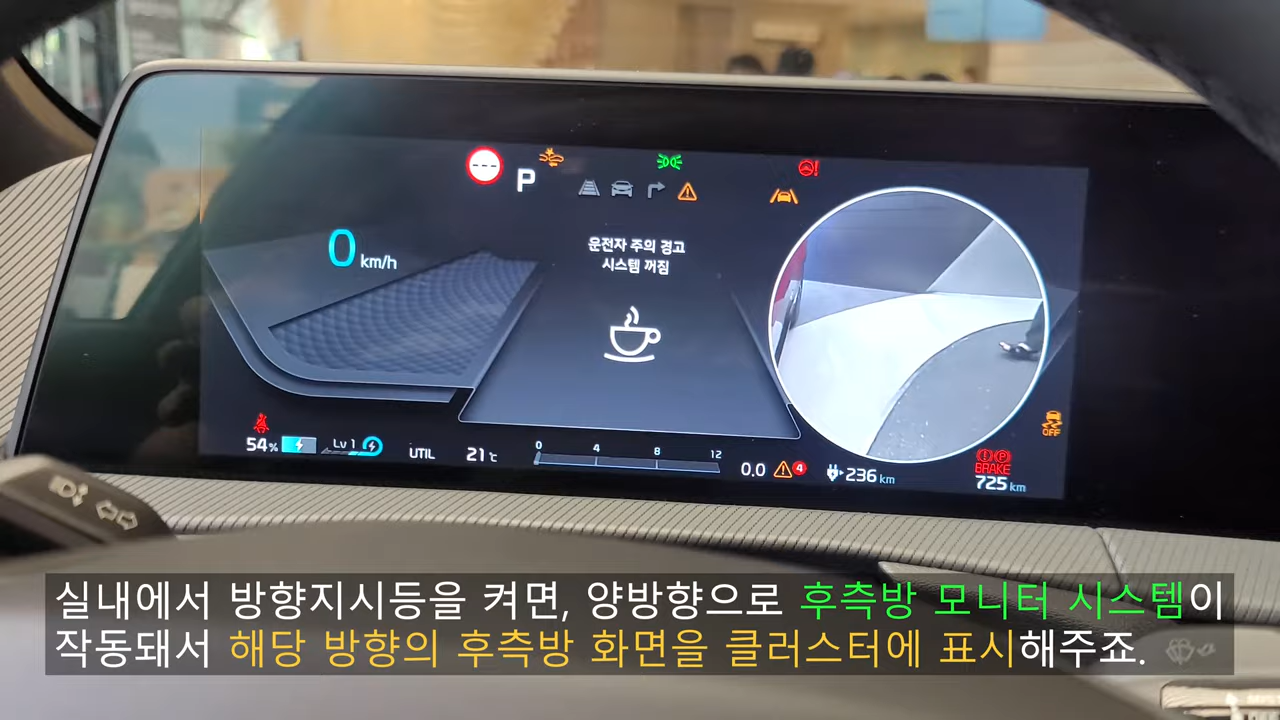 P
운전자 주의 경고
시스템 꺼짐
0 km/h
54% Lv 1 UTIL 21℃ 0 4 8 12 0.0 4 236 km
OFF
BRAKE
725 km
실내에서 방향지시등을 켜면, 양방향으로 후측방 모니터 시스템이
작동돼서 해당 방향의 후측방 화면을 클러스터에 표시해주죠.